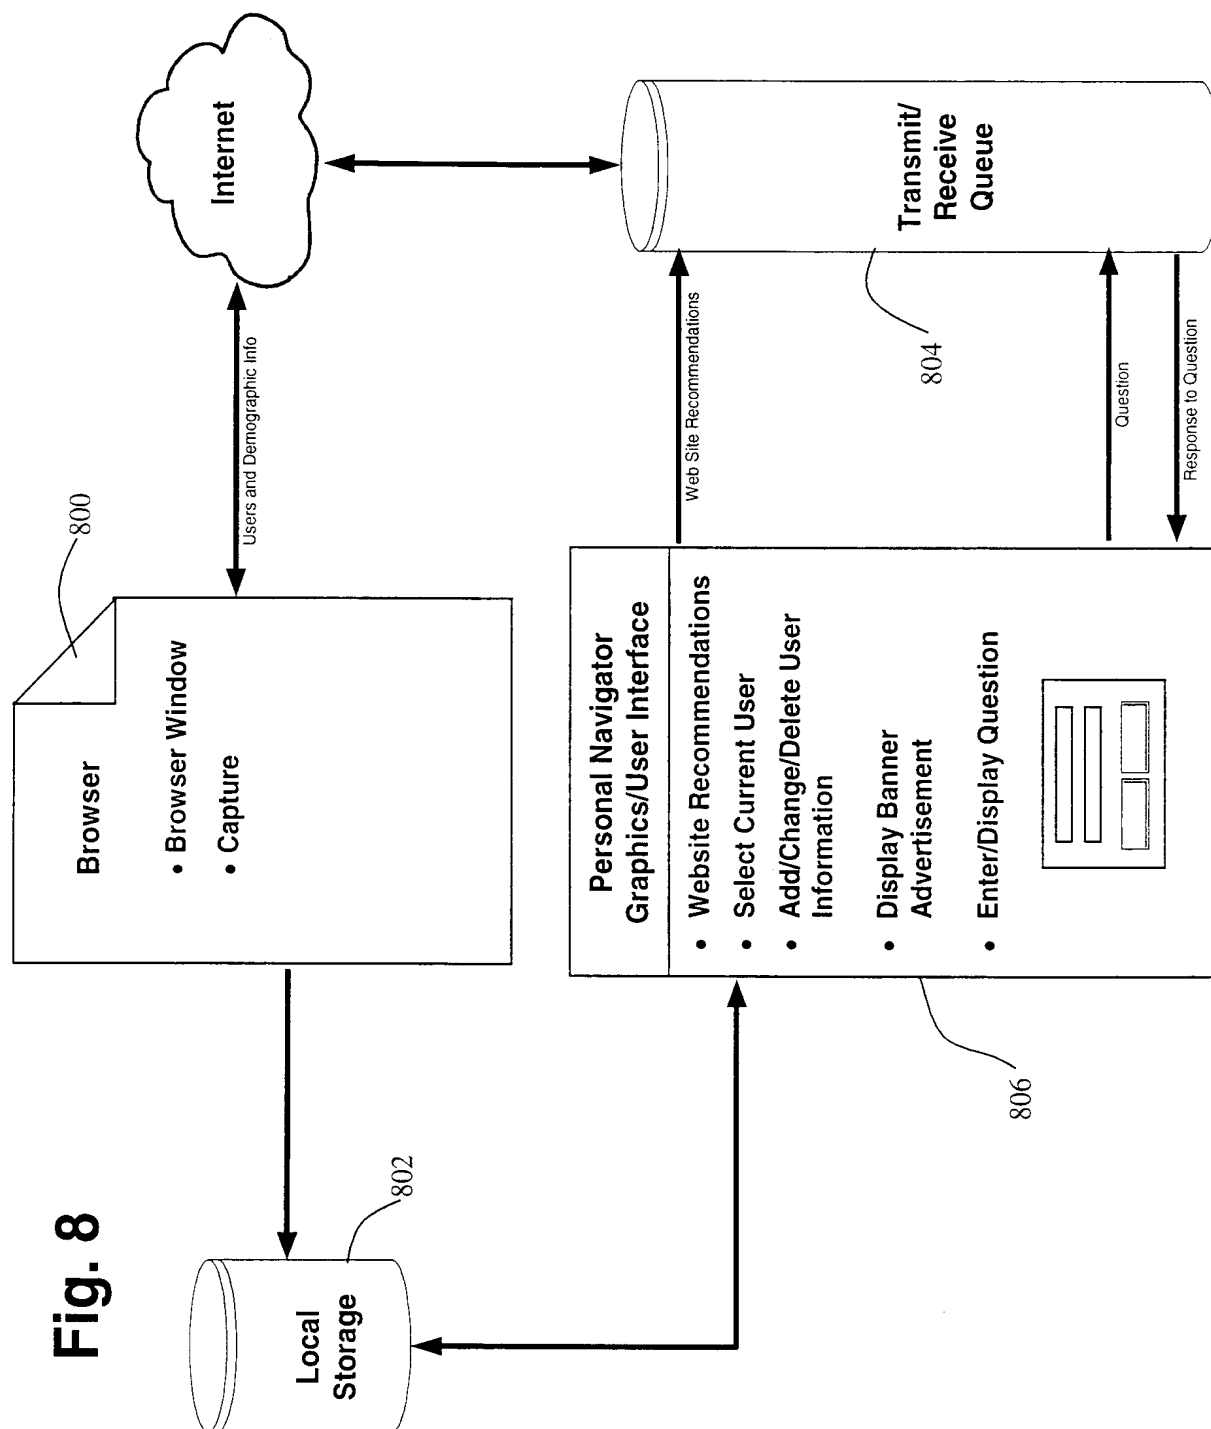 Fig. 8
Local
Storage
802
Browser
• Browser Window
• Capture
800
Users and Demographic Info
Internet
Personal Navigator
Graphics/User Interface
• Website Recommendations
• Select Current User
• Add/Change/Delete User
Information
• Display Banner
Advertisement
• Enter/Display Question
806
Web Site Recommendations
Question
Response to Question
Transmit/
Receive
Queue
804